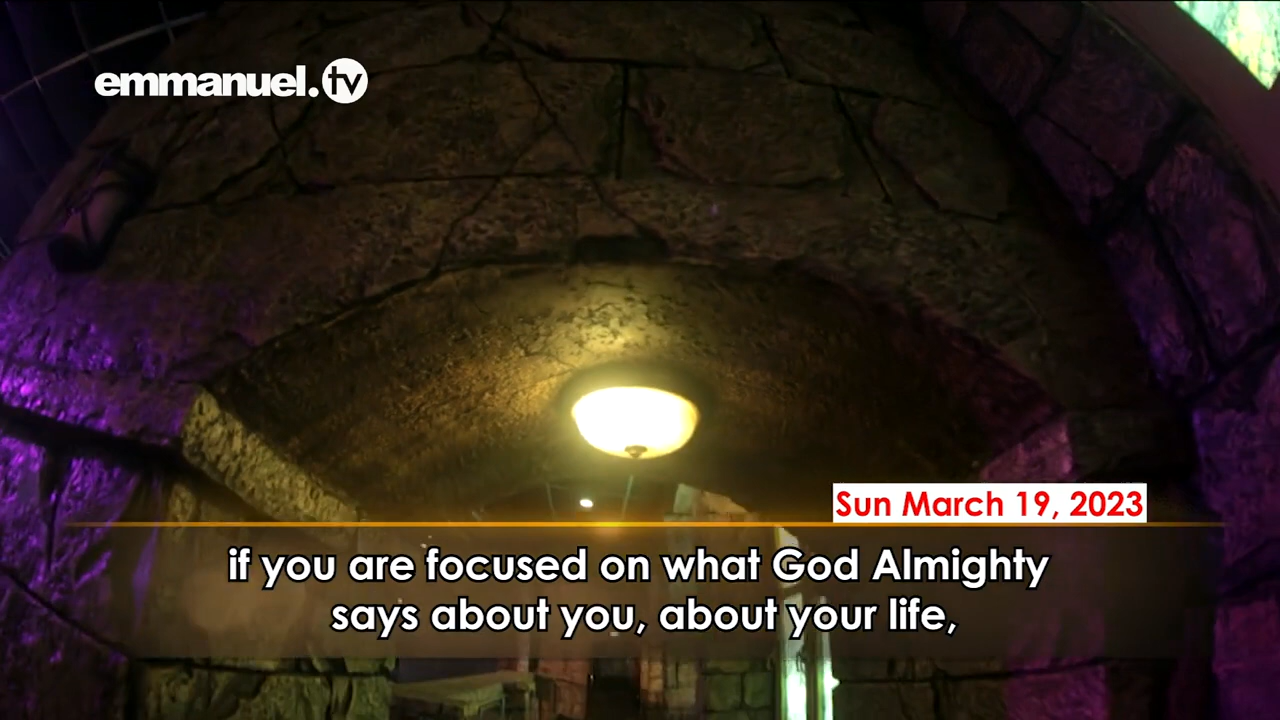 emmanuel.tv
Sun March 19, 2023
if you are focused on what God Almighty
says about you, about your life,